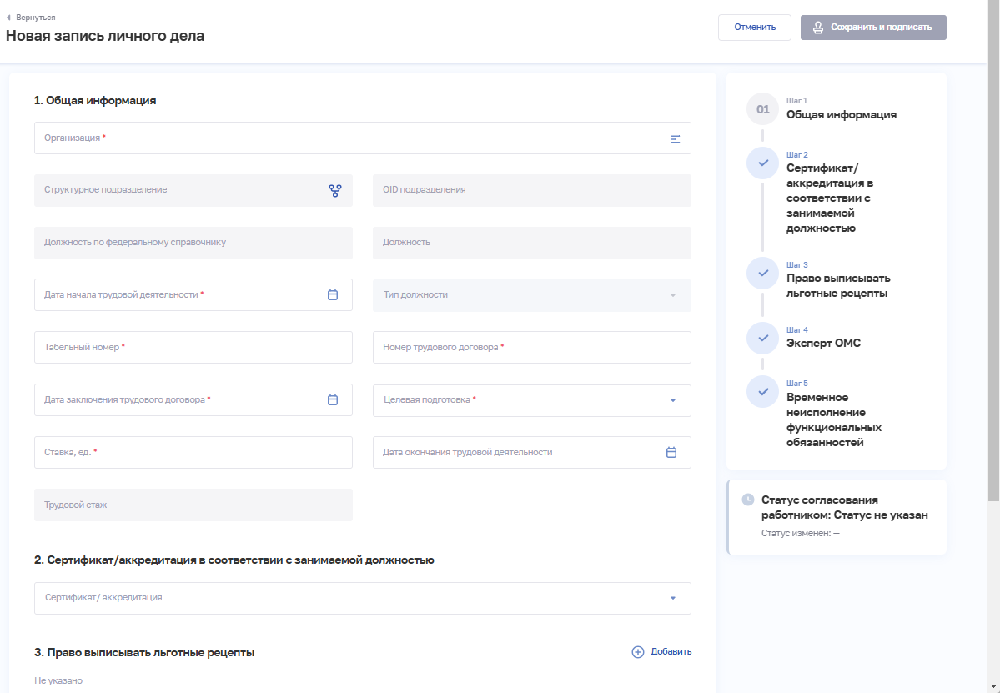 Вернуться
Новая запись личного дела
Отменить
Сохранить и подписать
1. Общая информация
Организация *
Структурное подразделение
OID подразделения
Должность по федеральному справочнику
Должность
Дата начала трудовой деятельности *
Тип должности
Табельный номер *
Номер трудового договора *
Дата заключения трудового договора *
Целевая подготовка *
Ставка, ед. *
Дата окончания трудовой деятельности
Трудовой стаж
2. Сертификат/аккредитация в соответствии с занимаемой должностью
Сертификат/ аккредитация
3. Право выписывать льготные рецепты
Добавить
Не указано
01
Шаг 1
Общая информация
Шаг 2
Сертификат/
аккредитация в
соответствии с
занимаемой
должностью
Шаг 3
Право выписывать
льготные рецепты
Шаг 4
Эксперт ОМС
Шаг 5
Временное
неисполнение
функциональных
обязанностей
Статус согласования
работником: Статус не указан
Статус изменен: —